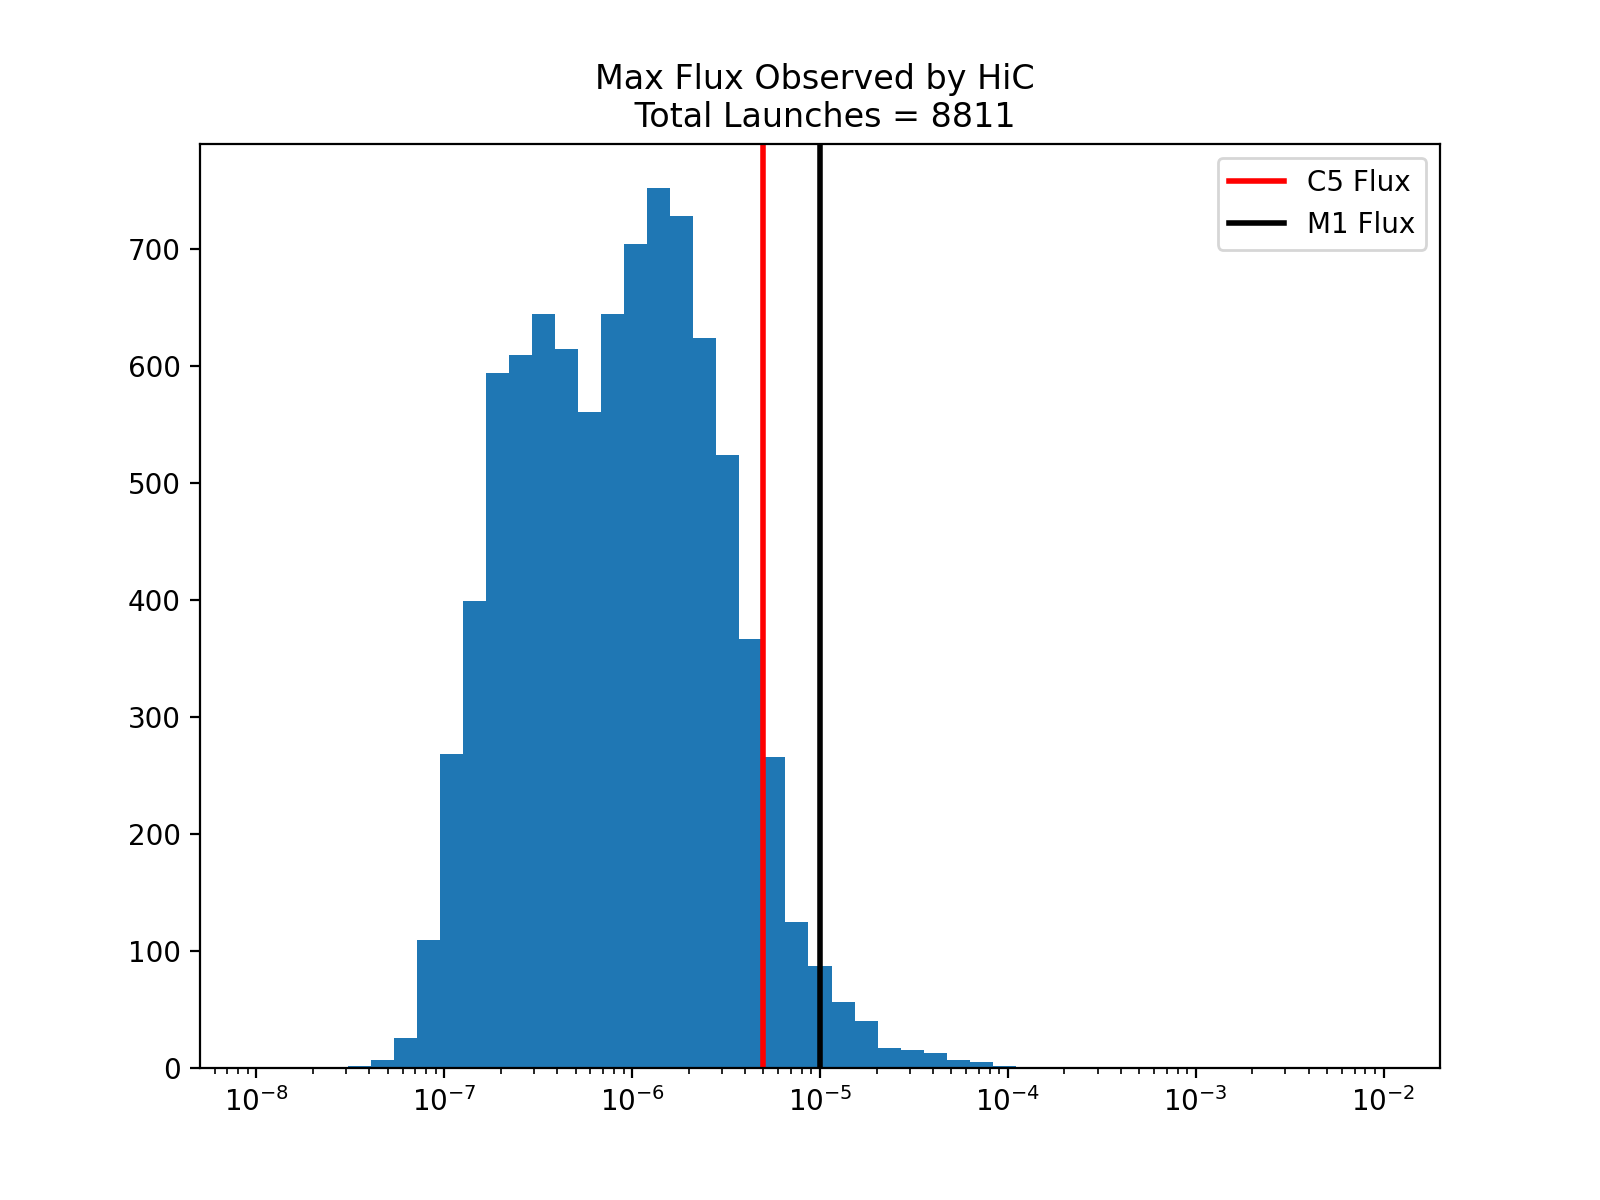 Max Flux Observed by HiC
Total Launches = 8811
C5 Flux
M1 Flux
700
600
500
400
300
200
100
0
10⁻⁸ 10⁻⁷ 10⁻⁶ 10⁻⁵ 10⁻⁴ 10⁻³ 10⁻²